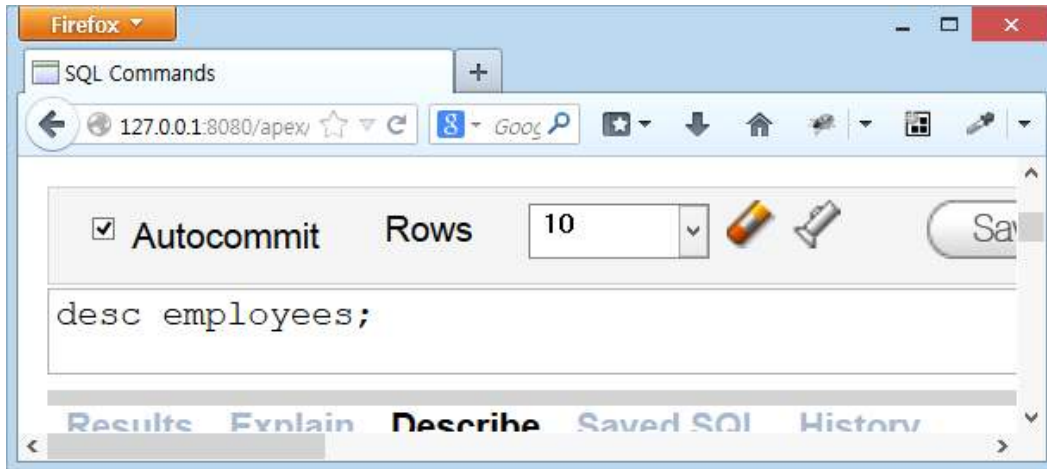 Firefox
SQL Commands
127.0.0.1:8080/apex/
8 Goog
Autocommit Rows 10
desc employees;
Results Explain Describe Saved SQL History